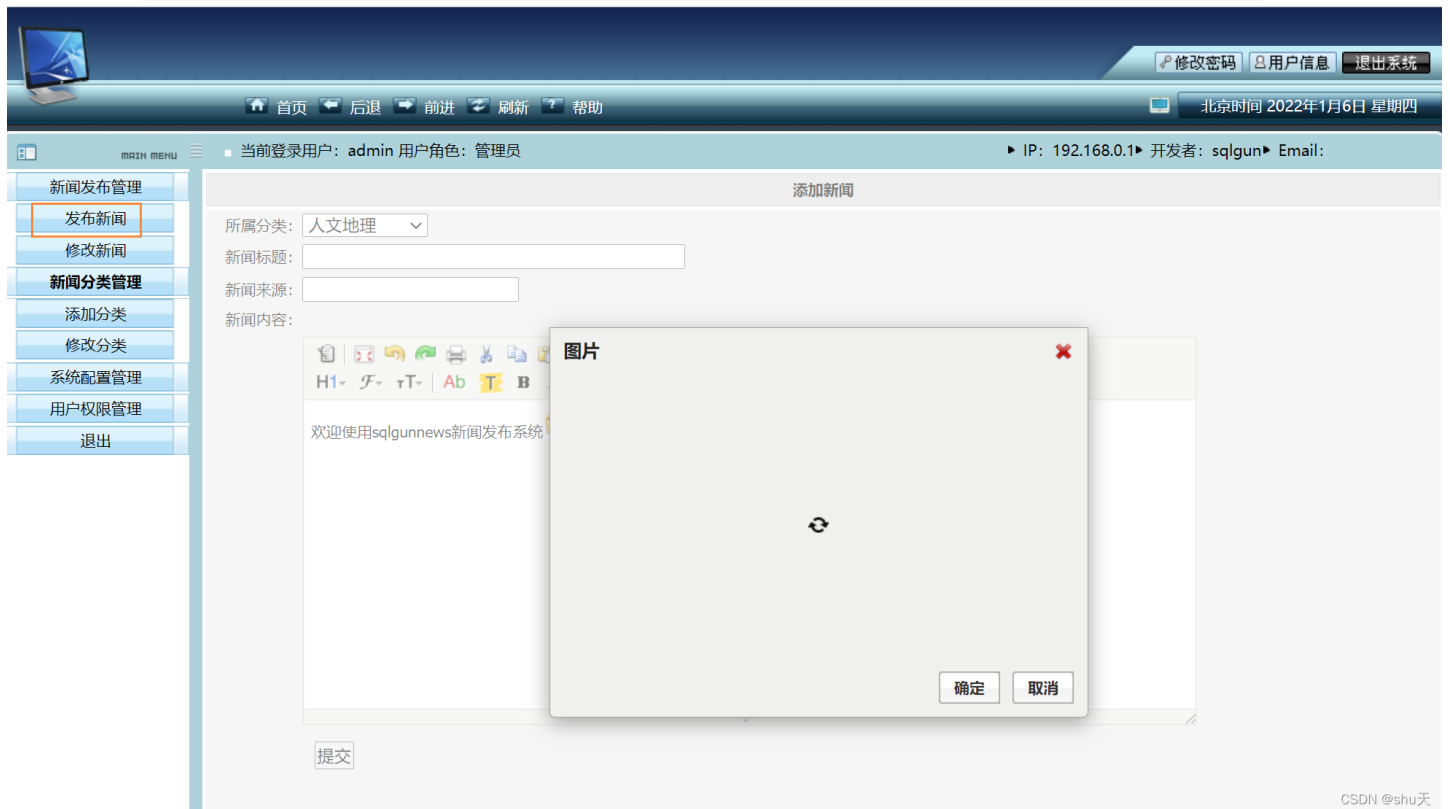 修改密码 用户信息 退出系统
首页 后退 前进 刷新 帮助
北京时间 2022年1月6日 星期四
MAIN MENU
当前登录用户：admin 用户角色：管理员
IP：192.168.0.1 开发者：sqlgun Email：
新闻发布管理
发布新闻
修改新闻
新闻分类管理
添加分类
修改分类
系统配置管理
用户权限管理
退出
添加新闻
所属分类： 人文地理
新闻标题：
新闻来源：
新闻内容：
H1 F TT Ab T B
欢迎使用sqlgunnews新闻发布系统
图片
确定 取消
提交
CSDN @shu天